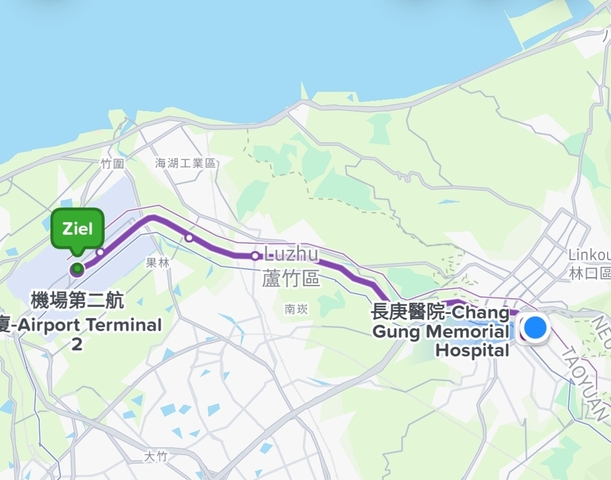 竹圍
海湖工業區
Ziel
果林
Luzhu
蘆竹區
Linkou
林口區
機場第二航
廈-Airport Terminal
2
南崁
長庚醫院-Chang
Gung Memorial
Hospital
TAOYUAN
大竹